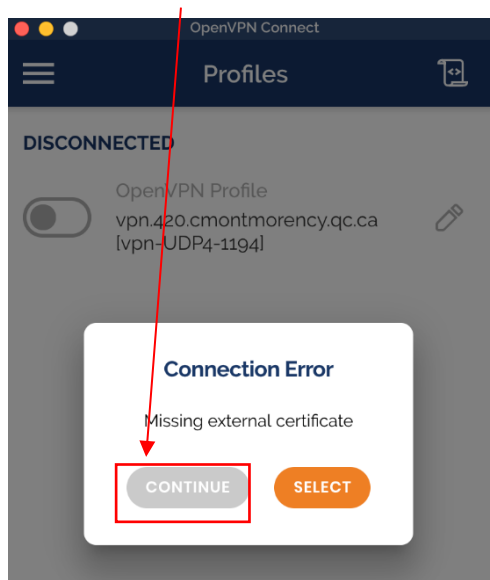 OpenVPN Connect
Profiles
DISCONNECTED
OpenVPN Profile
vpn.420.cmontmorency.qc.ca
[vpn-UDP4-1194]
Connection Error
Missing external certificate
CONTINUE SELECT